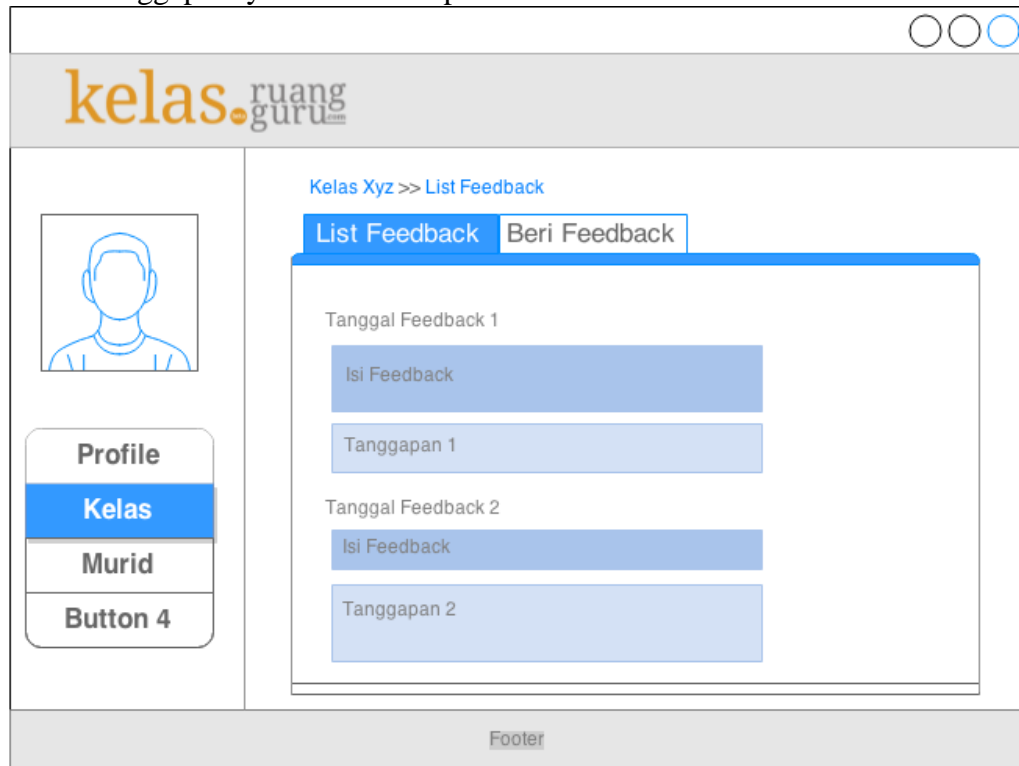 kelas.ruang
guru.com
Kelas Xyz >> List Feedback
List Feedback Beri Feedback
Tanggal Feedback 1
Isi Feedback
Tanggapan 1
Tanggal Feedback 2
Isi Feedback
Tanggapan 2
Profile
Kelas
Murid
Button 4
Footer